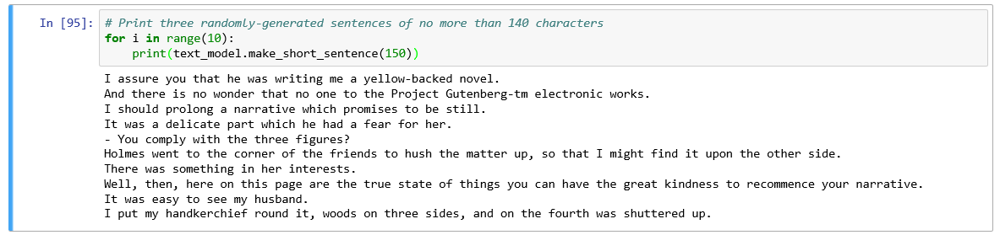 In [95]: # Print three randomly-generated sentences of no more than 140 characters
for i in range(10):
    print(text_model.make_short_sentence(150))
I assure you that he was writing me a yellow-backed novel.
And there is no wonder that no one to the Project Gutenberg-tm electronic works.
I should prolong a narrative which promises to be still.
It was a delicate part which he had a fear for her.
- You comply with the three figures?
Holmes went to the corner of the friends to hush the matter up, so that I might find it upon the other side.
There was something in her interests.
Well, then, here on this page are the true state of things you can have the great kindness to recommence your narrative.
It was easy to see my husband.
I put my handkerchief round it, woods on three sides, and on the fourth was shuttered up.